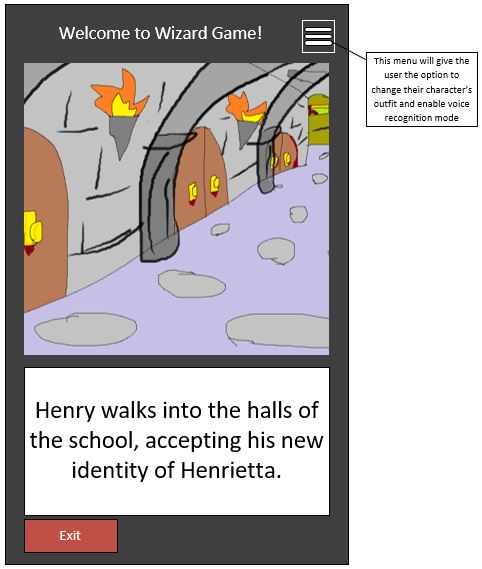 Welcome to Wizard Game!
This menu will give the
user the option to
change their character's
outfit and enable voice
recognition mode
Henry walks into the halls of
the school, accepting his new
identity of Henrietta.
Exit